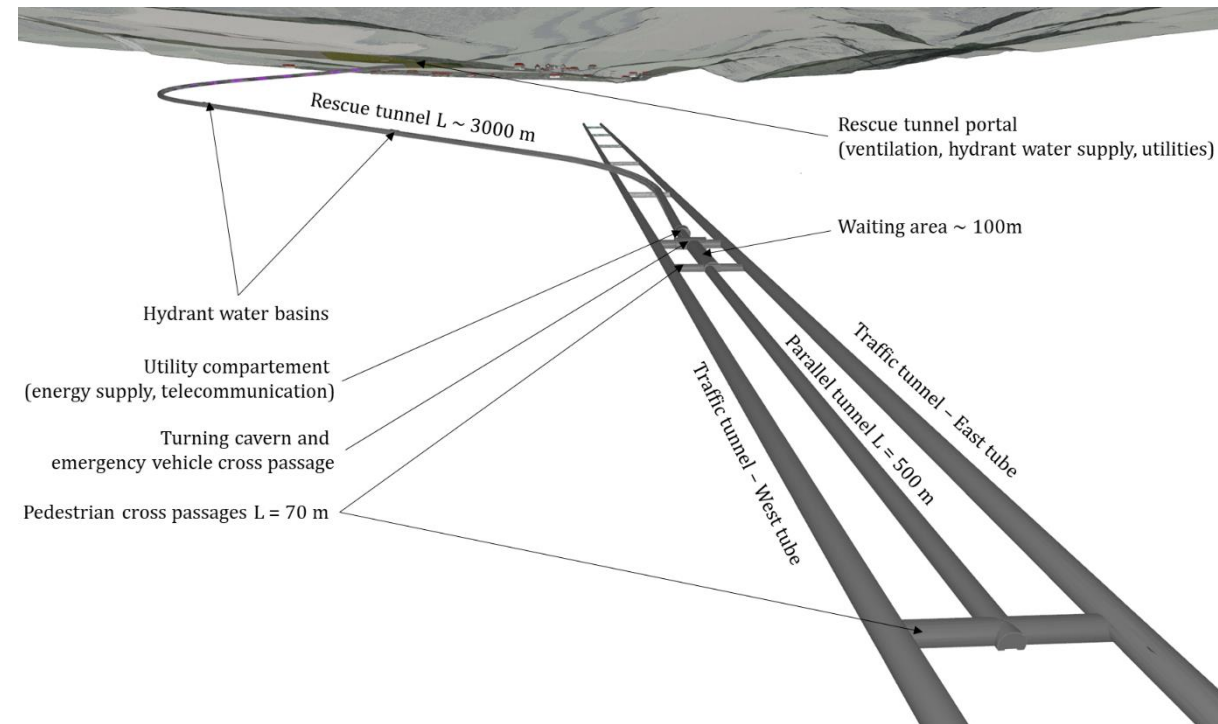 Rescue tunnel L ~ 3000 m
Rescue tunnel portal
(ventilation, hydrant water supply, utilities)
Waiting area ~ 100m
Hydrant water basins
Utility compartement
(energy supply, telecommunication)
Turning cavern and
emergency vehicle cross passage
Pedestrian cross passages L = 70 m
Traffic tunnel – West tube
Parallel tunnel L = 500 m
Traffic tunnel – East tube